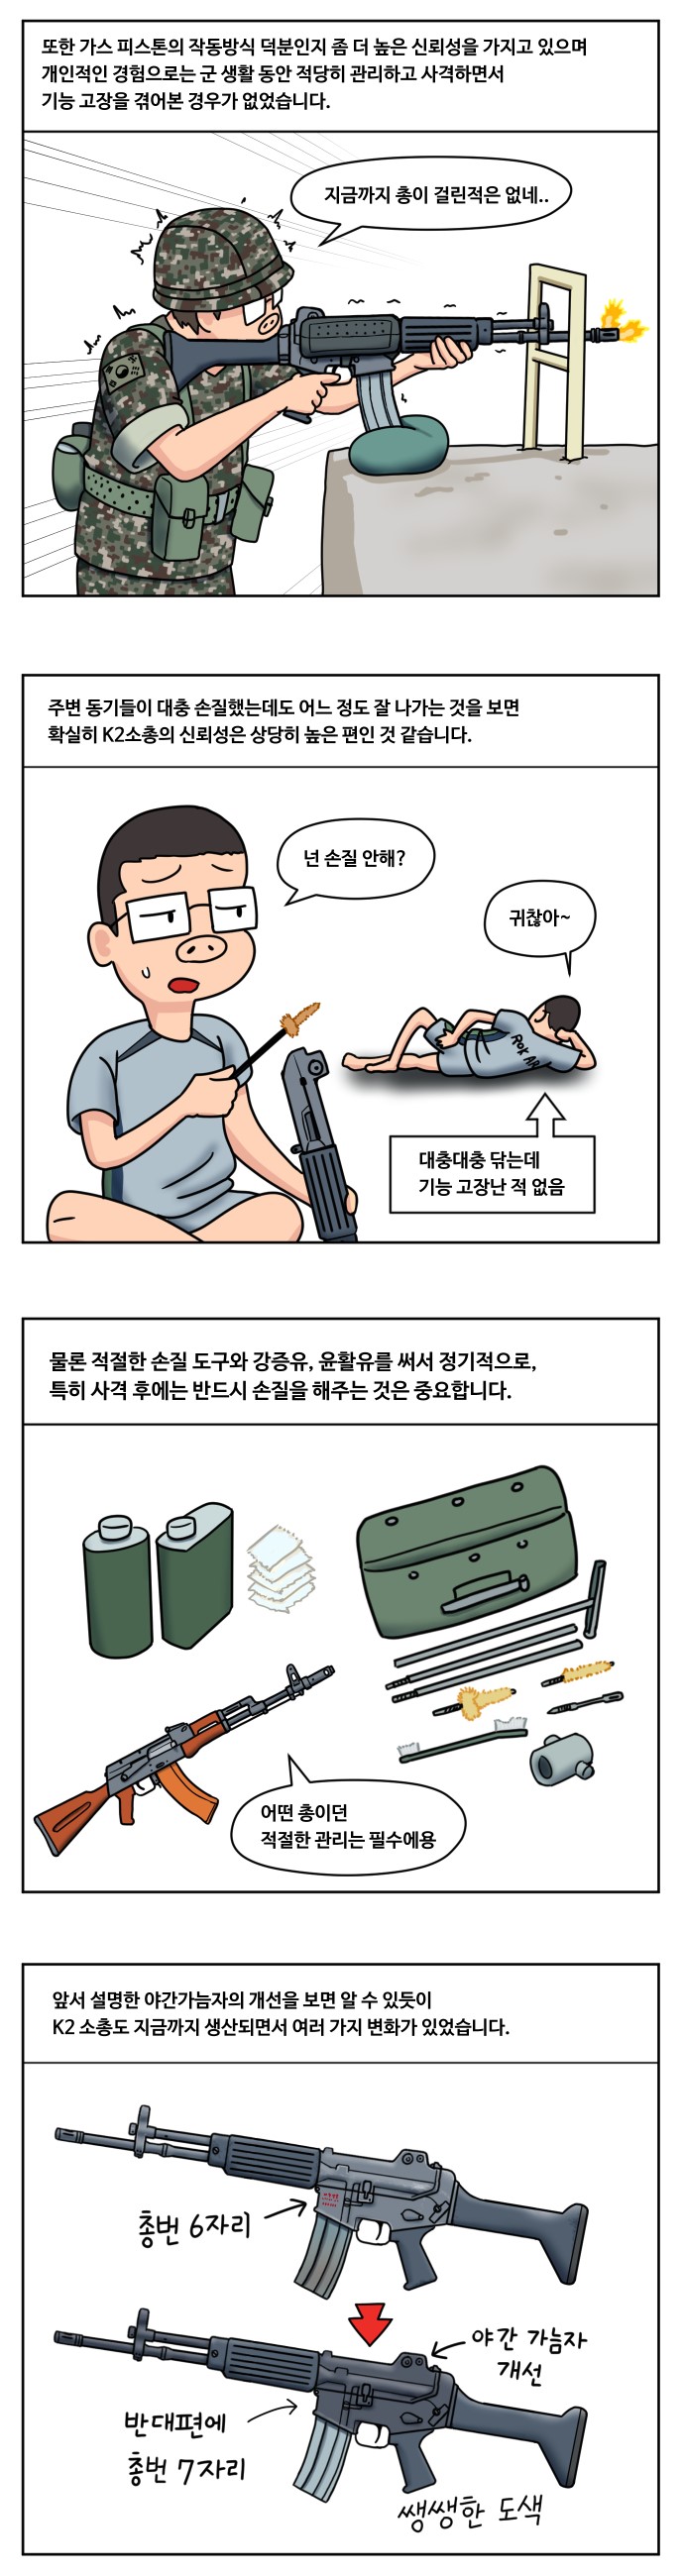 또한 가스 피스톤의 작동방식 덕분인지 좀 더 높은 신뢰성을 가지고 있으며
개인적인 경험으로는 군 생활 동안 적당히 관리하고 사격하면서
기능 고장을 겪어본 경우가 없었습니다.
지금까지 총이 걸린적은 없네..
주변 동기들이 대충 손질했는데도 어느 정도 잘 나가는 것을 보면
확실히 K2소총의 신뢰성은 상당히 높은 편인 것 같습니다.
넌 손질 안해?
귀찮아~
ROK AR
대충대충 닦는데
기능 고장난 적 없음
물론 적절한 손질 도구와 강증유, 윤활유를 써서 정기적으로,
특히 사격 후에는 반드시 손질을 해주는 것은 중요합니다.
어떤 총이던
적절한 관리는 필수에용
앞서 설명한 야간가늠자의 개선을 보면 알 수 있듯이
K2 소총도 지금까지 생산되면서 여러 가지 변화가 있었습니다.
총번 6자리
야간 가늠자
개선
반대편에
총번 7자리
쌩쌩한 도색